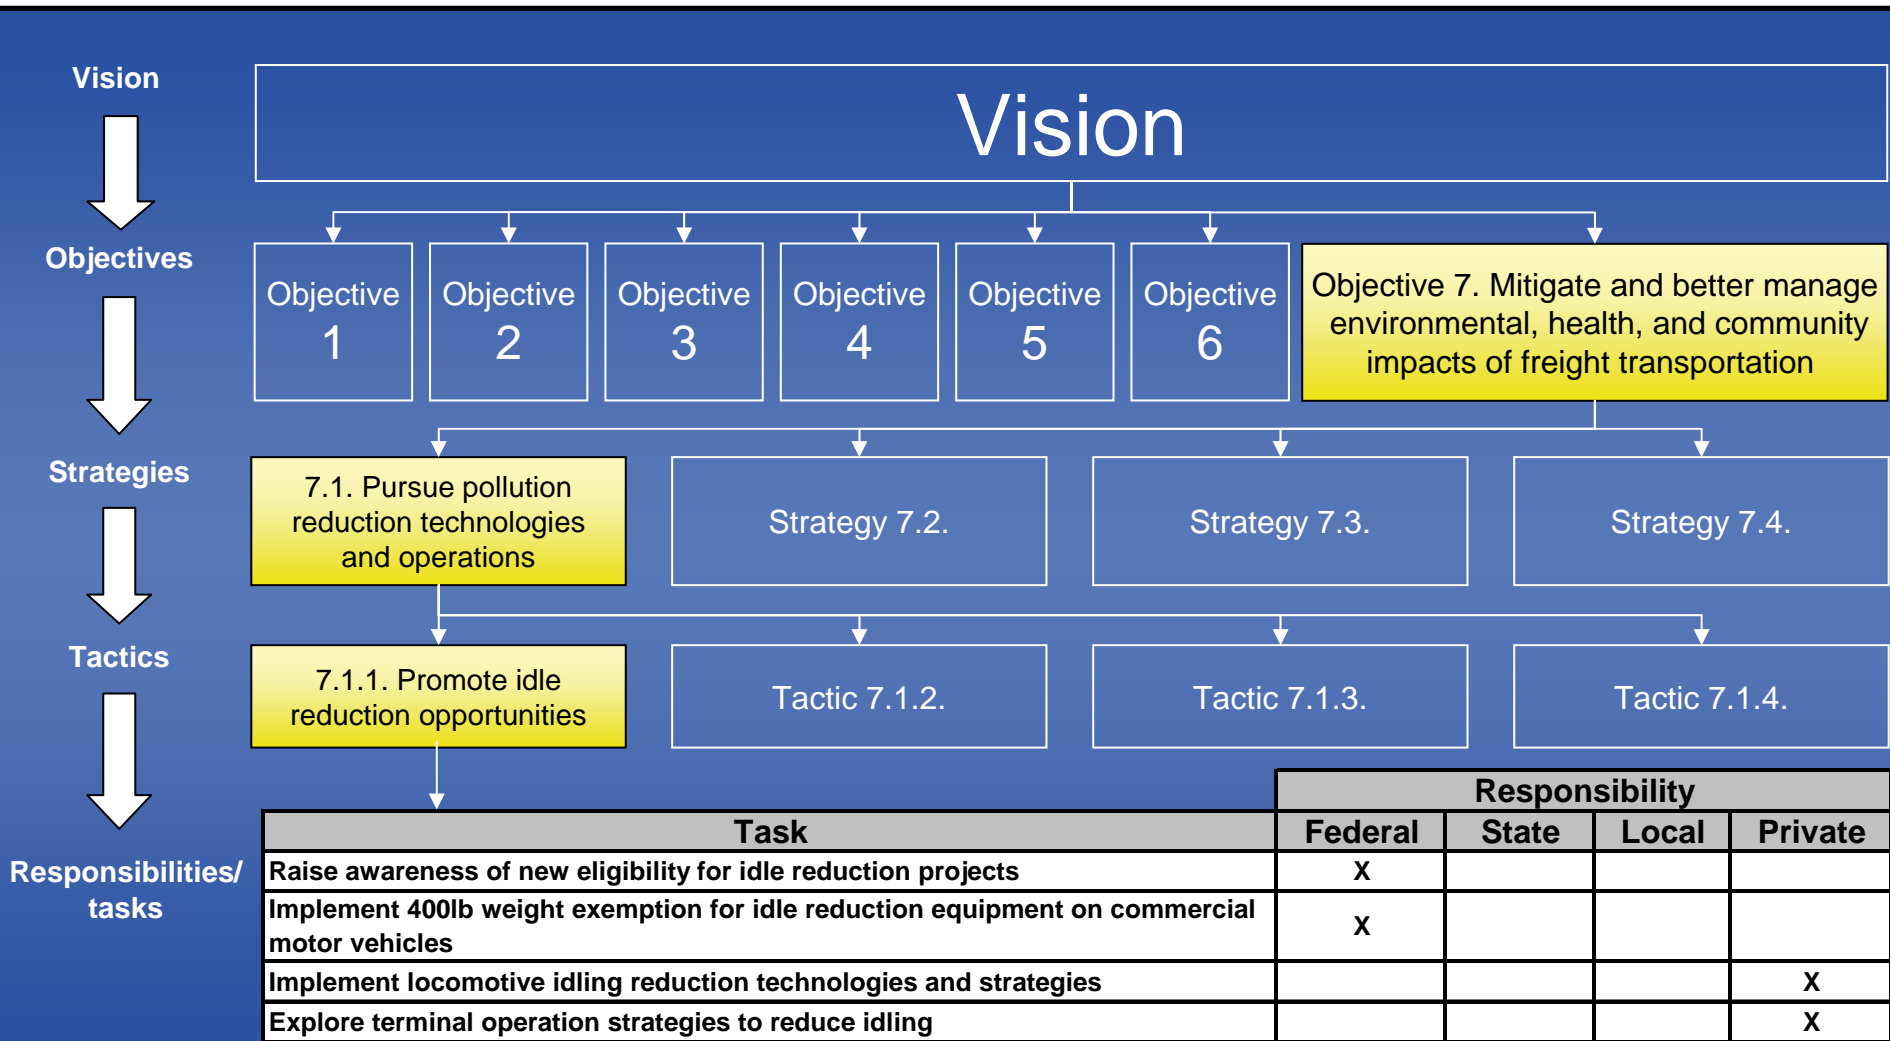 Vision
Vision
Objectives
Objective
1
Objective
2
Objective
3
Objective
4
Objective
5
Objective
6
Objective 7. Mitigate and better manage
environmental, health, and community
impacts of freight transportation
Strategies
7.1. Pursue pollution
reduction technologies
and operations
Strategy 7.2.
Strategy 7.3.
Strategy 7.4.
Tactics
7.1.1. Promote idle
reduction opportunities
Tactic 7.1.2.
Tactic 7.1.3.
Tactic 7.1.4.
Responsibilities/
tasks
Responsibility
Task Federal State Local Private
Raise awareness of new eligibility for idle reduction projects X
Implement 400lb weight exemption for idle reduction equipment on commercial
motor vehicles X
Implement locomotive idling reduction technologies and strategies X
Explore terminal operation strategies to reduce idling X